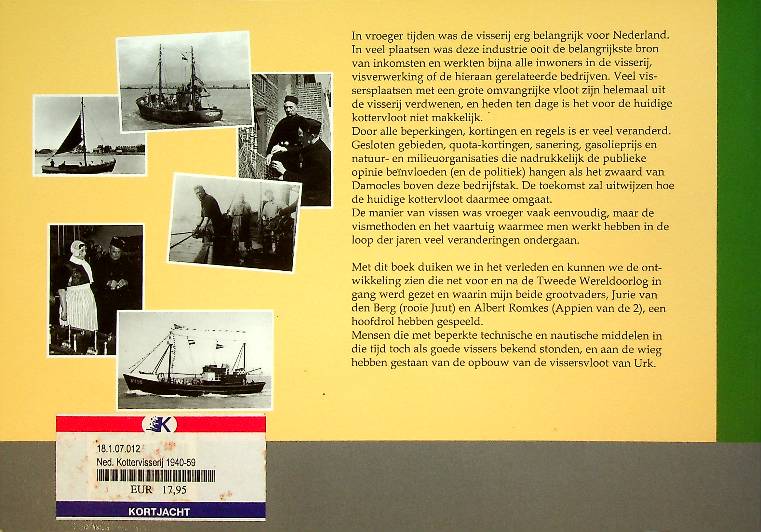 In vroeger tijden was de visserij erg belangrijk voor Nederland.
In veel plaatsen was deze industrie ooit de belangrijkste bron
van inkomsten en werkten bijna alle inwoners in de visserij,
visverwerking of de hieraan gerelateerde bedrijven. Veel vis-
sersplaatsen met een grote omvangrijke vloot zijn helemaal uit
de visserij verdwenen, en heden ten dage is het voor de huidige
kottervloot niet makkelijk.
Door alle beperkingen, kortingen en regels is er veel veranderd.
Gesloten gebieden, quota-kortingen, sanering, gasolieprijs en
natuur- en milieuorganisaties die nadrukkelijk de publieke
opinie beïnvloeden (en de politiek) hangen als het zwaard van
Damocles boven deze bedrijfstak. De toekomst zal uitwijzen hoe
de huidige kottervloot daarmee omgaat.
De manier van vissen was vroeger vaak eenvoudig, maar de
vismethoden en het vaartuig waarmee men werkt hebben in de
loop der jaren veel veranderingen ondergaan.
Met dit boek duiken we in het verleden en kunnen we de ont-
wikkeling zien die net voor en na de Tweede Wereldoorlog in
gang werd gezet en waarin mijn beide grootvaders, Jurie van
den Berg (rooie Juut) en Albert Romkes (Appien van de 2), een
hoofdrol hebben gespeeld.
Mensen die met beperkte technische en nautische middelen in
die tijd toch als goede vissers bekend stonden, en aan de wieg
hebben gestaan van de opbouw van de vissersvloot van Urk.
K
18.1.07.012
Ned. Kottervisserij 1940-59
EUR 17,95
KORTJACHT